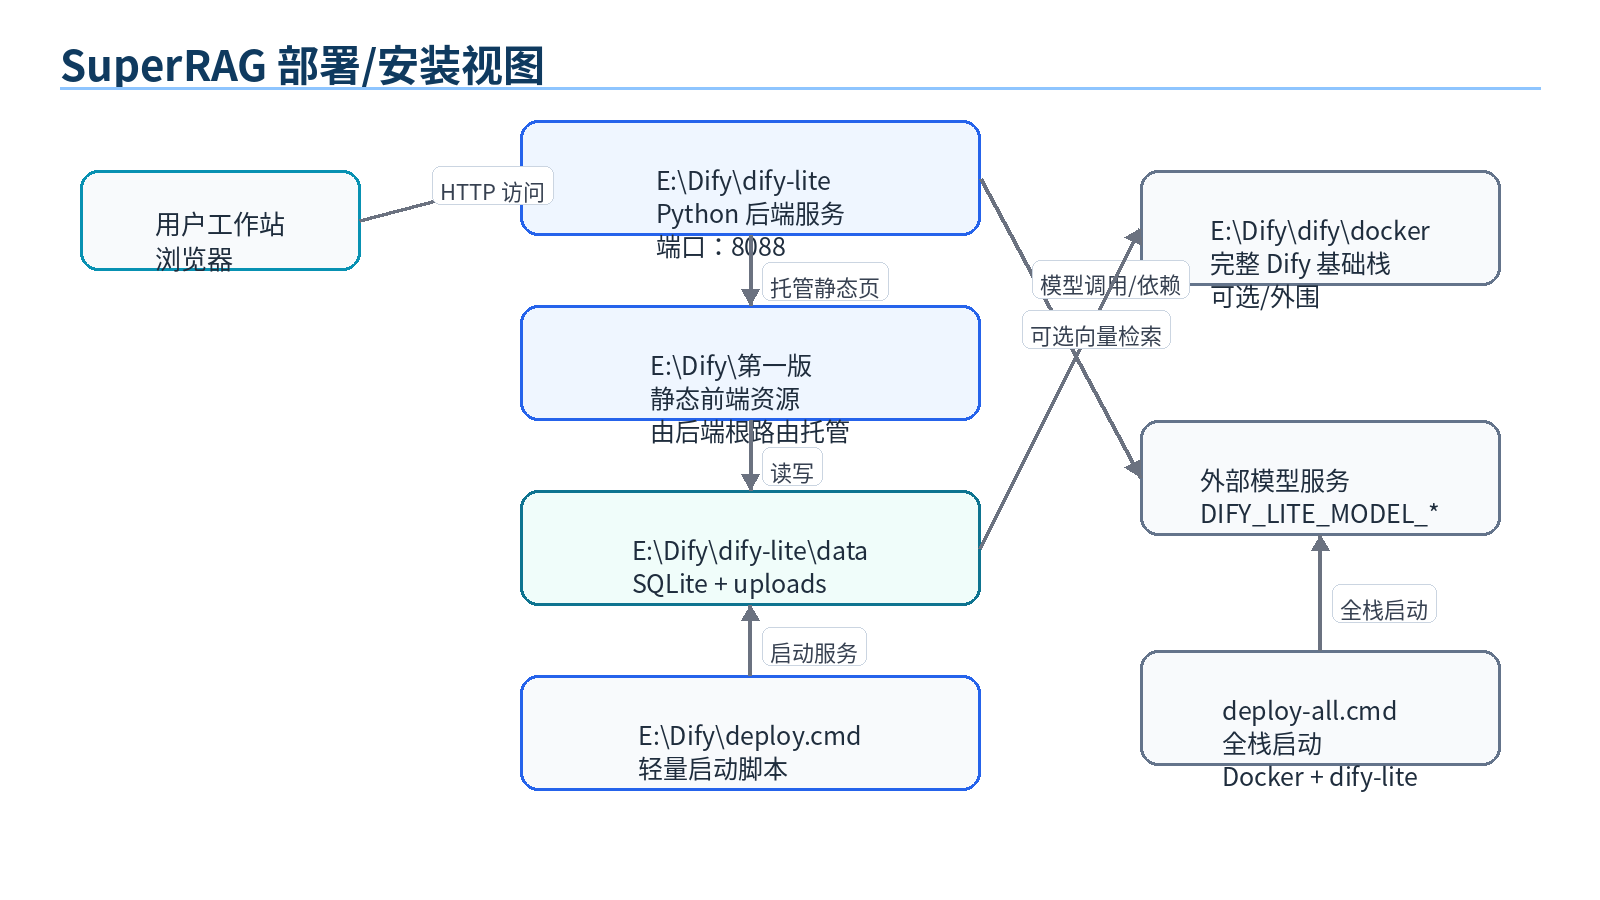 SuperRAG 部署/安装视图
用户工作站
浏览器
HTTP 访问
E:\Dify\dify-lite
Python 后端服务
端口：8088
托管静态页
E:\Dify\第一版
静态前端资源
由后端根路由托管
读写
E:\Dify\dify-lite\data
SQLite + uploads
启动服务
E:\Dify\deploy.cmd
轻量启动脚本
模型调用/依赖
可选向量检索
E:\Dify\dify\docker
完整 Dify 基础栈
可选/外围
外部模型服务
DIFY_LITE_MODEL_*
全栈启动
deploy-all.cmd
全栈启动
Docker + dify-lite